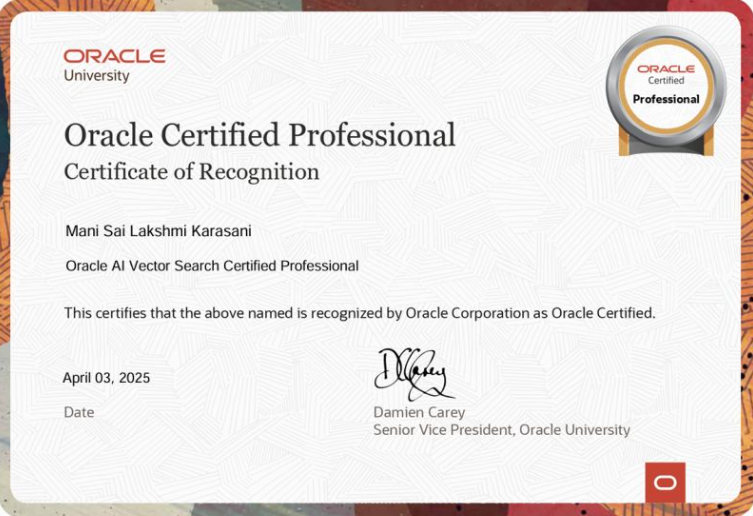 ORACLE
University
ORACLE
Certified
Professional
Oracle Certified Professional
Certificate of Recognition
Mani Sai Lakshmi Karasani
Oracle AI Vector Search Certified Professional
This certifies that the above named is recognized by Oracle Corporation as Oracle Certified.
April 03, 2025
Date
DCarey
Damien Carey
Senior Vice President, Oracle University